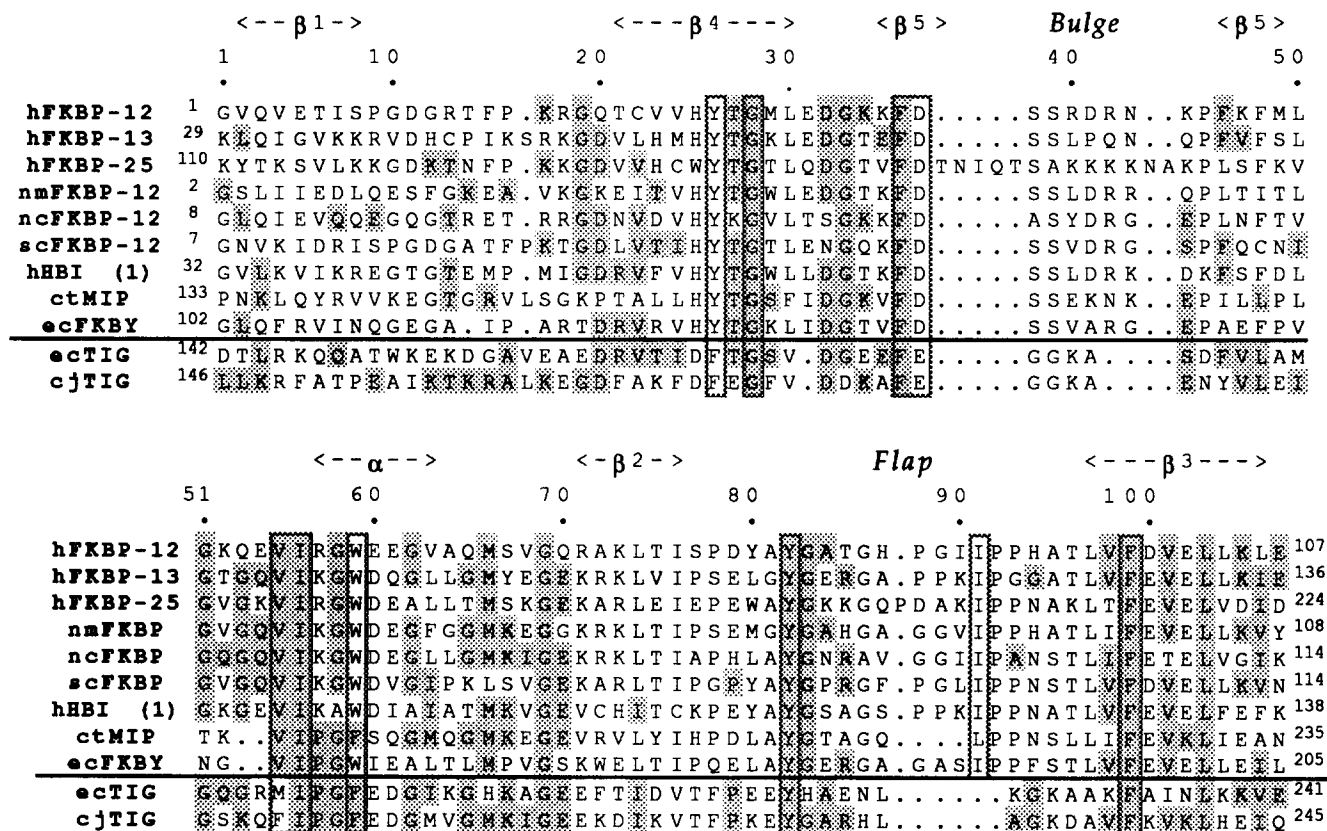 <--β1--> <---β4---> <β5> Bulge <β5>
1 10 20 30 40 50
hFKBP-12 1 GVQVETISPGDGRTFP.KRGQTCVVHYTGMLEDGKKFD.....SSRDRN..KPFKFML
hFKBP-13 29 KLQIGVKKRVDHCPIKSRKGDVLHMHYTGKLEDGTEFD.....SSLPQN..QPFVFSL
hFKBP-25 110 KYTKSVLKKGDKTNFP.KKGDVVHCWYTGTLQDGTVFDTNIQTSAKKKKNAKPLSFKV
nmFKBP-12 2 GSLIIEDLQESFGKEA.VKGKEITVHYTGWLEDGTKFD.....SSLDRR..QPLTITL
ncFKBP-12 8 GLQIEVQQEGQGTRET.RRGDNVDVHYKGVLTSGKKFD.....ASYDRG..EPLNFTV
scFKBP-12 7 GNVKIDRISPGDGATFPKTGDLVTIHYTGTLENGQKFD.....SSVDRG..SPFQCNI
hHBI (1) 32 GVLKVIKREGTGTEMP.MIGDRVFVHYTGWLLDGTKFD.....SSLDRK..DKFSFDL
ctMIP 133 PNKLQYRVVKEGTGRVLSGKPTALLHYTGSFIDGKVFD.....SSEKNK..EPILLPL
ecFKBY 102 GLQFRVINQGEGA.IP.ARTDRVRVHYTGKLIDGTVFD.....SSVARG..EPAEFPV
ecTIG 142 DTLRKQQATWKEKDGAVEAEDRVTIDFTGSV.DGEEFE.....GGKA....SDFVLAM
cjTIG 146 LLKRFATPEAIKTKRALKEGDFAKFDFEGFV.DDKAFE.....GGKA....ENYVLEI
<--α--> <-β2--> Flap <---β3--->
51 60 70 80 90 100
hFKBP-12 GKQEVIRGWEEGVAQMSVGQRAKLTISPDYAYGATGH.PGIIPPHATLVFDVELLKLE 107
hFKBP-13 GTGQVIKGWDQGLLGMYEGEKRKLVIPSELGYGERGA.PPKIPGGATLVFEVELLKIE 136
hFKBP-25 GVGKVIRGWDEALLTMSKGEKARLEIEPEWAYGKKGQPDAKIPPNAKLTFEVELVDID 224
nmFKBP GVGQVIKGWDEGFGGMKEGGKRKLTIPSEMGYGAHGA.GGVIPPHATLIFEVELLKVY 108
ncFKBP GQGQVIKGWDEGLLGMKIGEKRKLTIAPHLAYGNRAV.GGIIPANSTLIFETELVGIK 114
scFKBP GVGQVIKGWDVGIPKLSVGEKARLTIPGPYAYGPRGF.PGLIPPNSTLVFDVELLKVN 114
hHBI (1) GKGEVIKAWDIAIATMKVGEVCHITCKPEYAYGSAGS.PPKIPPNATLVFEVELFEFK 138
ctMIP TK..VIPGFSQGMQGMKEGEVRVLYIHPDLAYGTAGQ....LPPNSLLIFEVKLIEAN 235
ecFKBY NG..VIPGWIEALTLMPVGSKWELTIPQELAYGERGA.GASIPPFSTLVFEVELLEIL 205
ecTIG GQGRMIPGFEDGIKGHKAGEEFTIDVTFPEEYHAENL......KGKAAKFAINLKKVE 241
cjTIG GSKQFIPGFEDGMVGMKIGEEKDIKVTFPKEYGARHL......AGKDAVFKVKLHEIQ 245